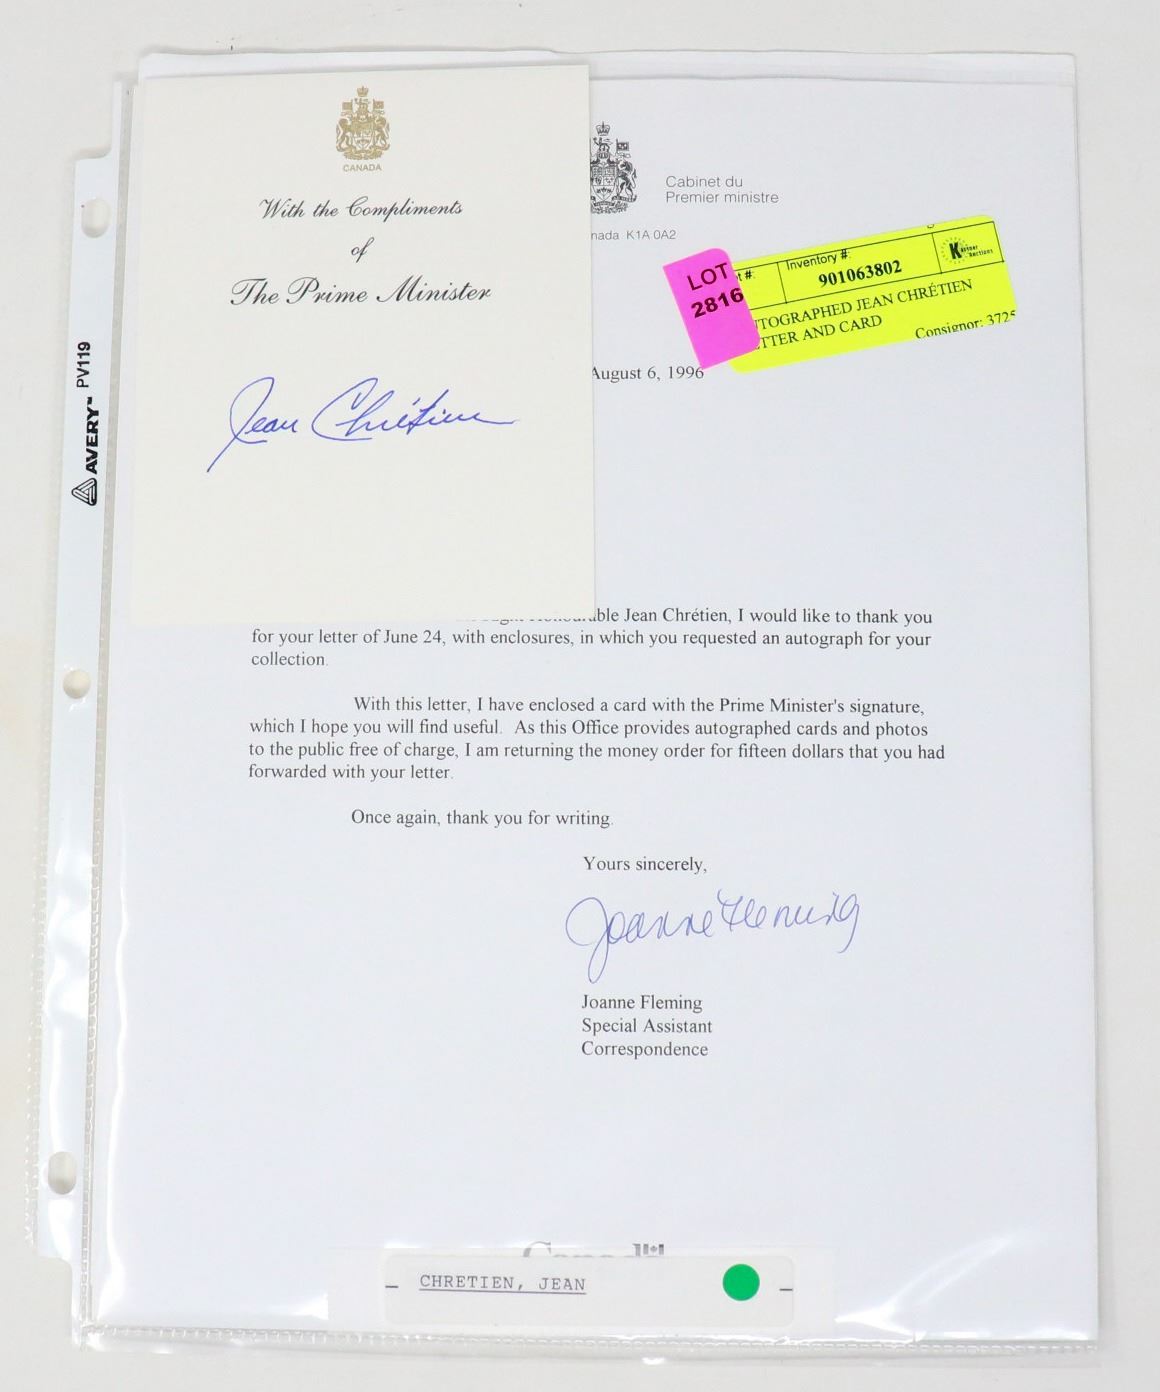 CANADA
With the Compliments
of
The Prime Minister
Jean Chrétien
Cabinet du
Premier ministre
K1A 0A2
LOT
2816
Inventory #:
901063802
Kastner
Auctions
JEAN CHRÉTIEN
AND CARD
Consignor: 3725
August 6, 1996
AVERY™ PV119
Jean Chrétien, I would like to thank you
for your letter of June 24, with enclosures, in which you requested an autograph for your
collection.
With this letter, I have enclosed a card with the Prime Minister's signature,
which I hope you will find useful. As this Office provides autographed cards and photos
to the public free of charge, I am returning the money order for fifteen dollars that you had
forwarded with your letter.
Once again, thank you for writing.
Yours sincerely,
Joanne Fleming
Joanne Fleming
Special Assistant
Correspondence
CHRETIEN, JEAN